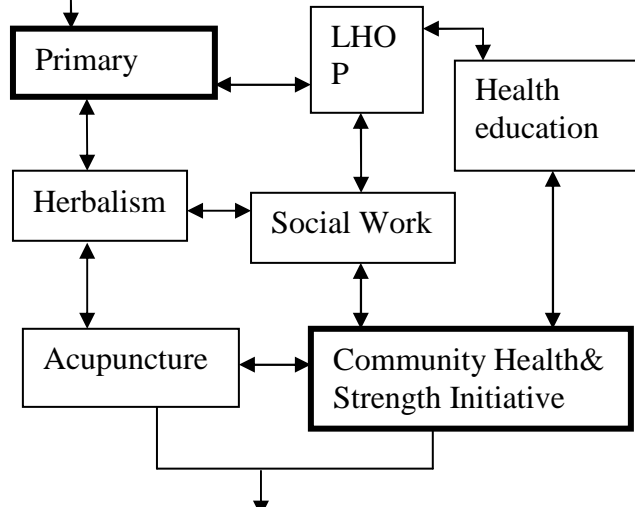 Primary
LHO
P
Health
education
Herbalism
Social Work
Acupuncture
Community Health&
Strength Initiative